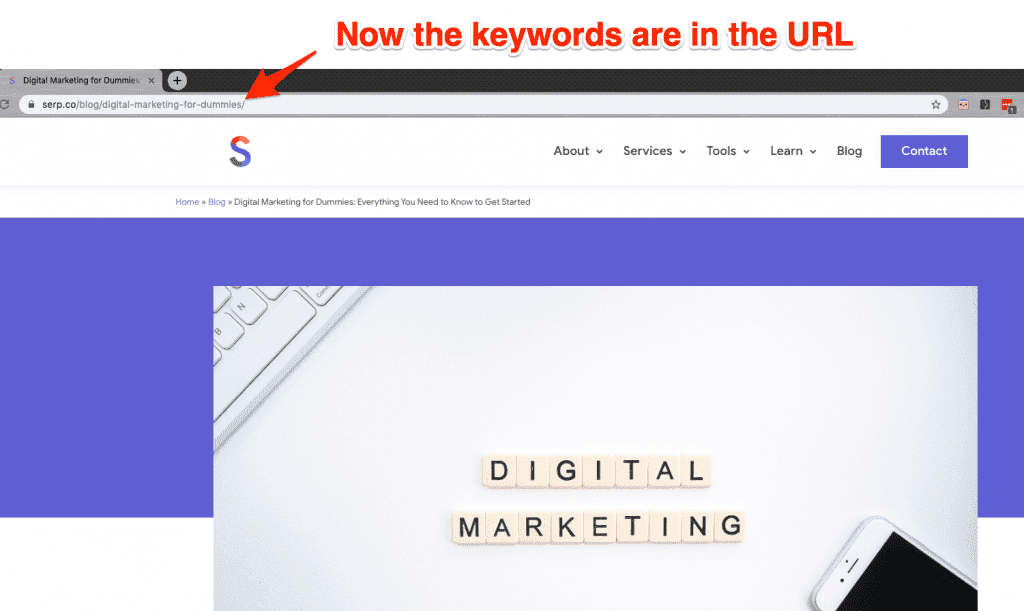 Now the keywords are in the URL
Digital Marketing for Dummies:
serp.co/blog/digital-marketing-for-dummies/
S
About
Services
Tools
Learn
Blog
Contact
Home » Blog » Digital Marketing for Dummies: Everything You Need to Know to Get Started
N
B
DIGITAL
MARKETING